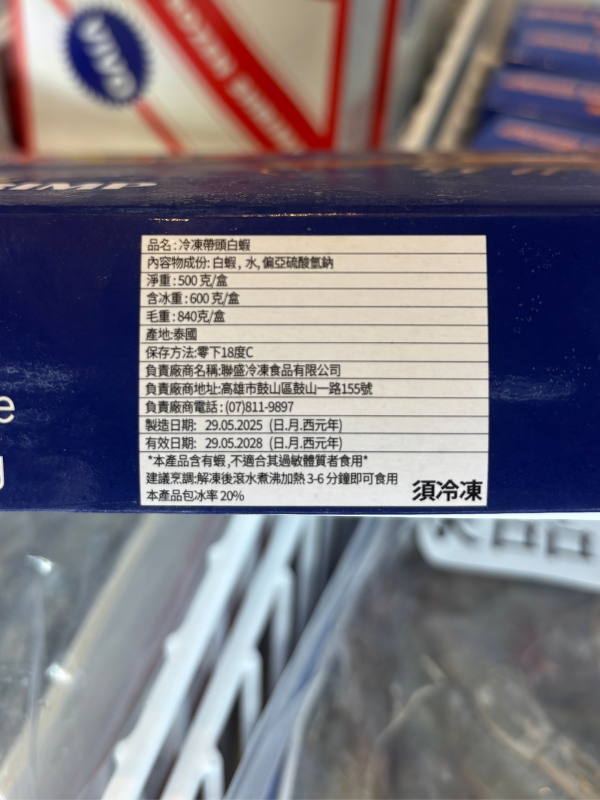 VIVO
FROZEN SHRIMP
品名:冷凍帶頭白蝦
內容物成份:白蝦, 水, 偏亞硫酸氫鈉
淨重:500 克/盒
含冰重:600 克/盒
毛重:840克/盒
產地:泰國
保存方法:零下18度C
負責廠商名稱:聯盛冷凍食品有限公司
負責廠商地址:高雄市鼓山區鼓山一路155號
負責廠商電話:(07)811-9897
製造日期: 29.05.2025 (日.月.西元年)
有效日期: 29.05.2028 (日.月.西元年)
*本產品含有蝦,不適合其過敏體質者食用*
建議烹調:解凍後滾水煮沸加熱 3-6 分鐘即可食用
本產品包冰率 20%
須冷凍